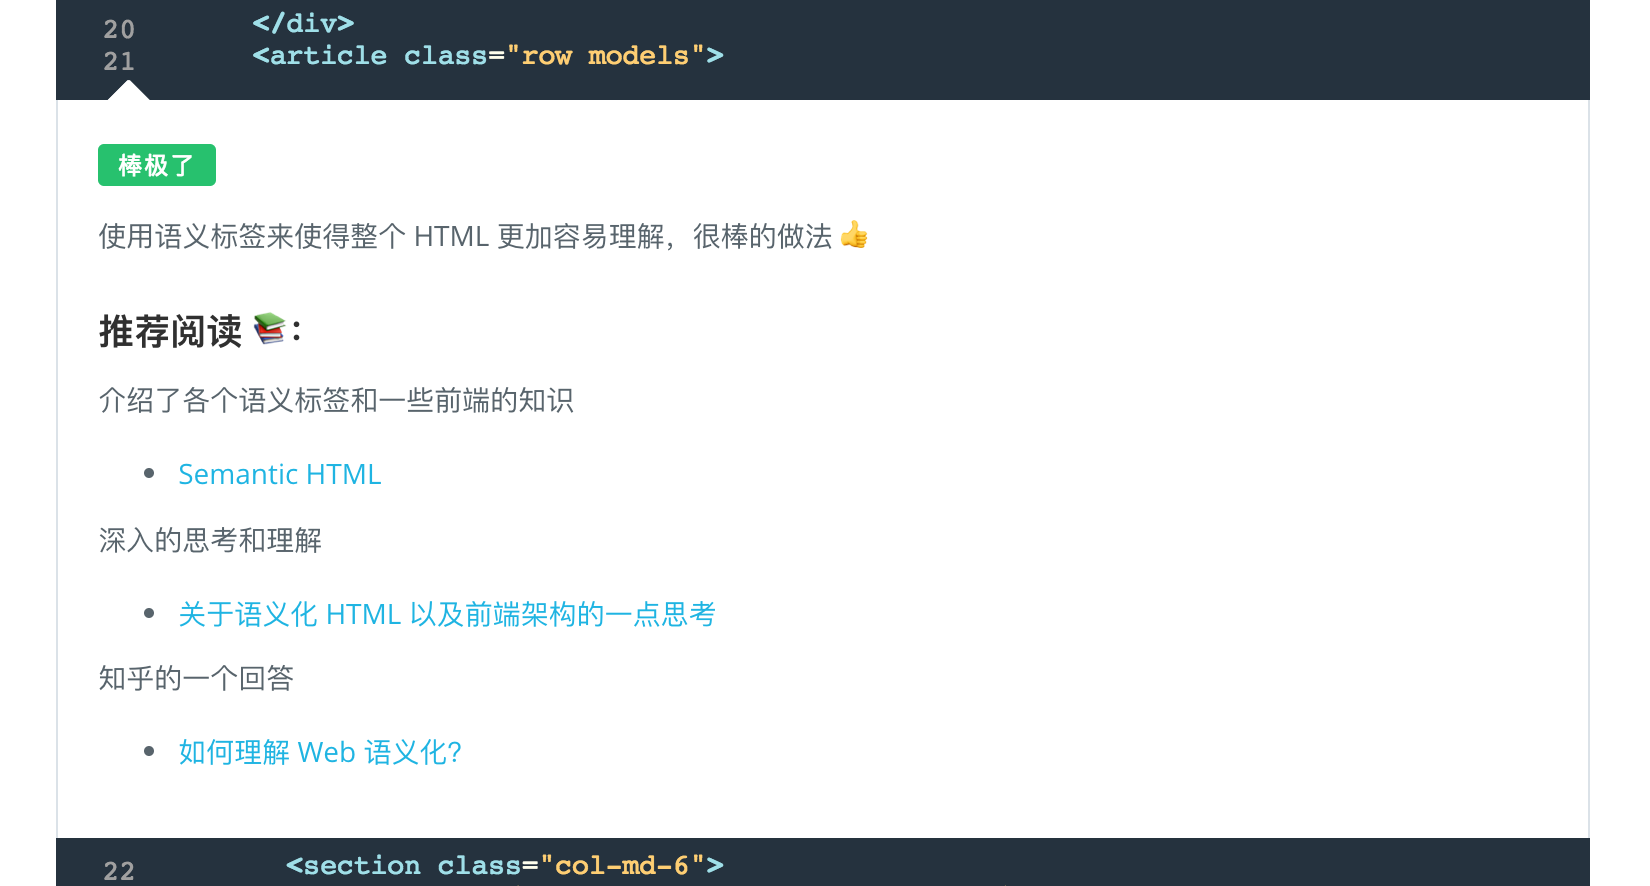 20 </div>
21 <article class="row models">
棒极了
使用语义标签来使得整个 HTML 更加容易理解，很棒的做法 👍
推荐阅读 📚：
介绍了各个语义标签和一些前端的知识
• Semantic HTML
深入的思考和理解
• 关于语义化 HTML 以及前端架构的一点思考
知乎的一个回答
• 如何理解 Web 语义化？
22 <section class="col-md-6">